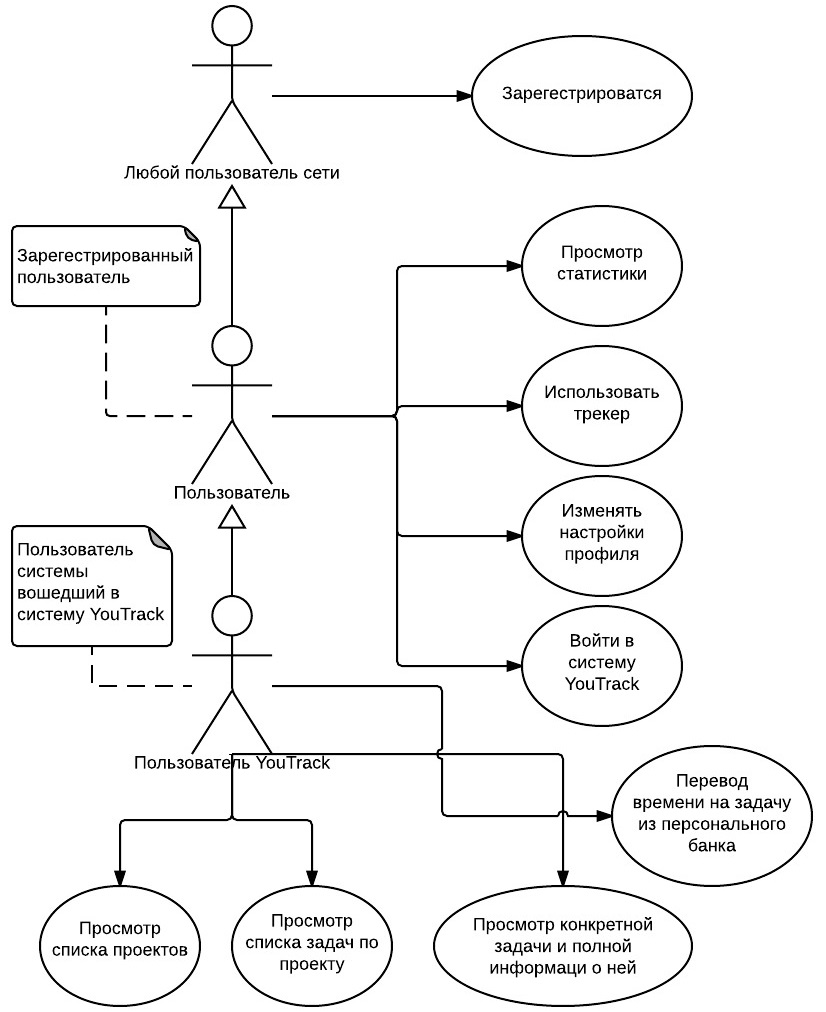 Зарегестрироватся
Любой пользователь сети
Зарегестрированный
пользователь
Просмотр
статистики
Использовать
трекер
Пользователь
Изменять
настройки
профиля
Пользователь
системы
вошедший в
систему YouTrack
Войти в
систему
YouTrack
Пользователь YouTrack
Перевод
времени на задачу
из персонального
банка
Просмотр
списка проектов
Просмотр
списка задач по
проекту
Просмотр конкретной
задачи и полной
информаци о ней